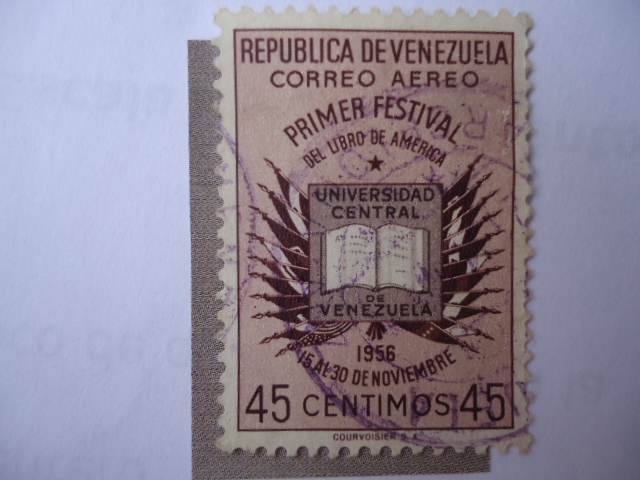 REPUBLICA DE VENEZUELA
CORREO AEREO
PRIMER FESTIVAL
DEL LIBRO DE AMERICA
UNIVERSIDAD
CENTRAL
DE
VENEZUELA
1956
15 AL 30 DE NOVIEMBRE
45 CENTIMOS 45
COURVOISIER S.A.